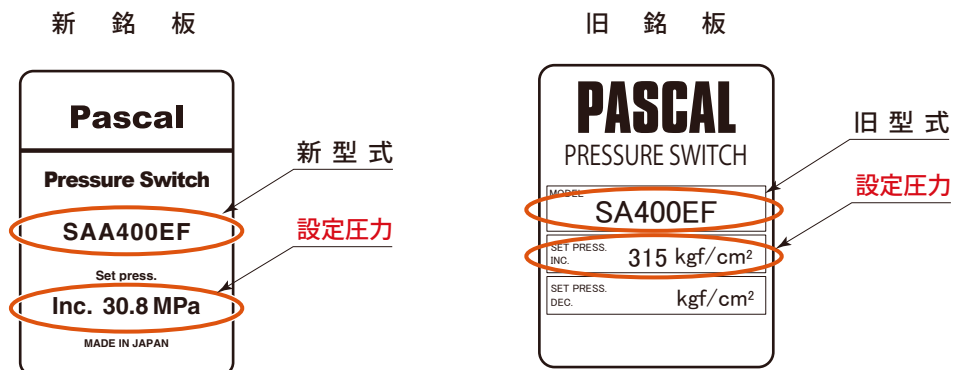 新銘板
Pascal
Pressure Switch
SAA400EF
Set press.
Inc. 30.8 MPa
MADE IN JAPAN
新型式
設定圧力
旧銘板
PASCAL
PRESSURE SWITCH
MODEL
SA400EF
SET PRESS.
INC.
315 kgf/cm²
SET PRESS.
DEC.
kgf/cm²
旧型式
設定圧力